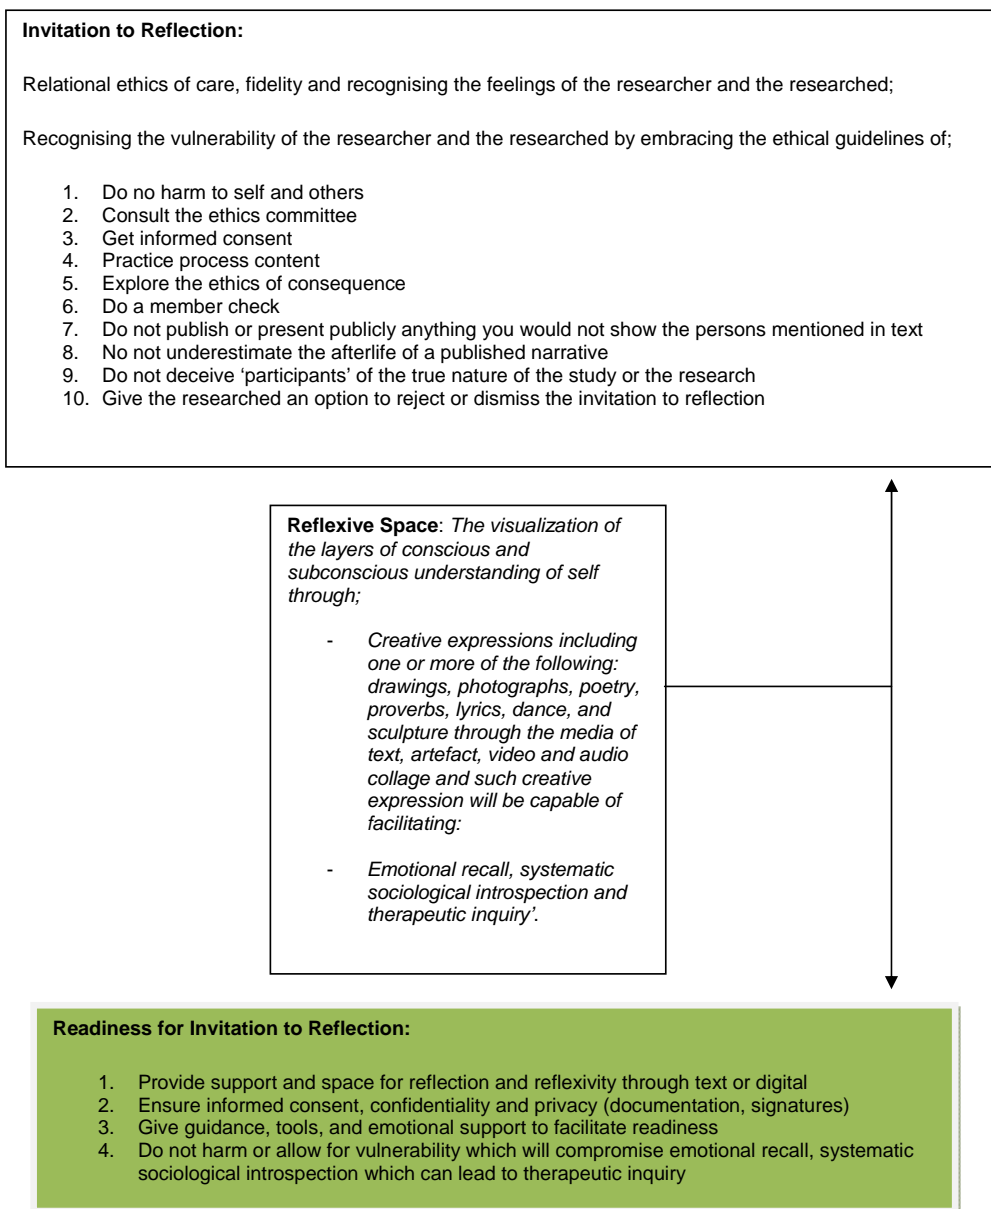 Invitation to Reflection:
Relational ethics of care, fidelity and recognising the feelings of the researcher and the researched;
Recognising the vulnerability of the researcher and the researched by embracing the ethical guidelines of;
1. Do no harm to self and others
2. Consult the ethics committee
3. Get informed consent
4. Practice process content
5. Explore the ethics of consequence
6. Do a member check
7. Do not publish or present publicly anything you would not show the persons mentioned in text
8. No not underestimate the afterlife of a published narrative
9. Do not deceive ‘participants’ of the true nature of the study or the research
10. Give the researched an option to reject or dismiss the invitation to reflection
Reflexive Space: The visualization of
the layers of conscious and
subconscious understanding of self
through;
- Creative expressions including
one or more of the following:
drawings, photographs, poetry,
proverbs, lyrics, dance, and
sculpture through the media of
text, artefact, video and audio
collage and such creative
expression will be capable of
facilitating:
- Emotional recall, systematic
sociological introspection and
therapeutic inquiry’.
Readiness for Invitation to Reflection:
1. Provide support and space for reflection and reflexivity through text or digital
2. Ensure informed consent, confidentiality and privacy (documentation, signatures)
3. Give guidance, tools, and emotional support to facilitate readiness
4. Do not harm or allow for vulnerability which will compromise emotional recall, systematic
sociological introspection which can lead to therapeutic inquiry